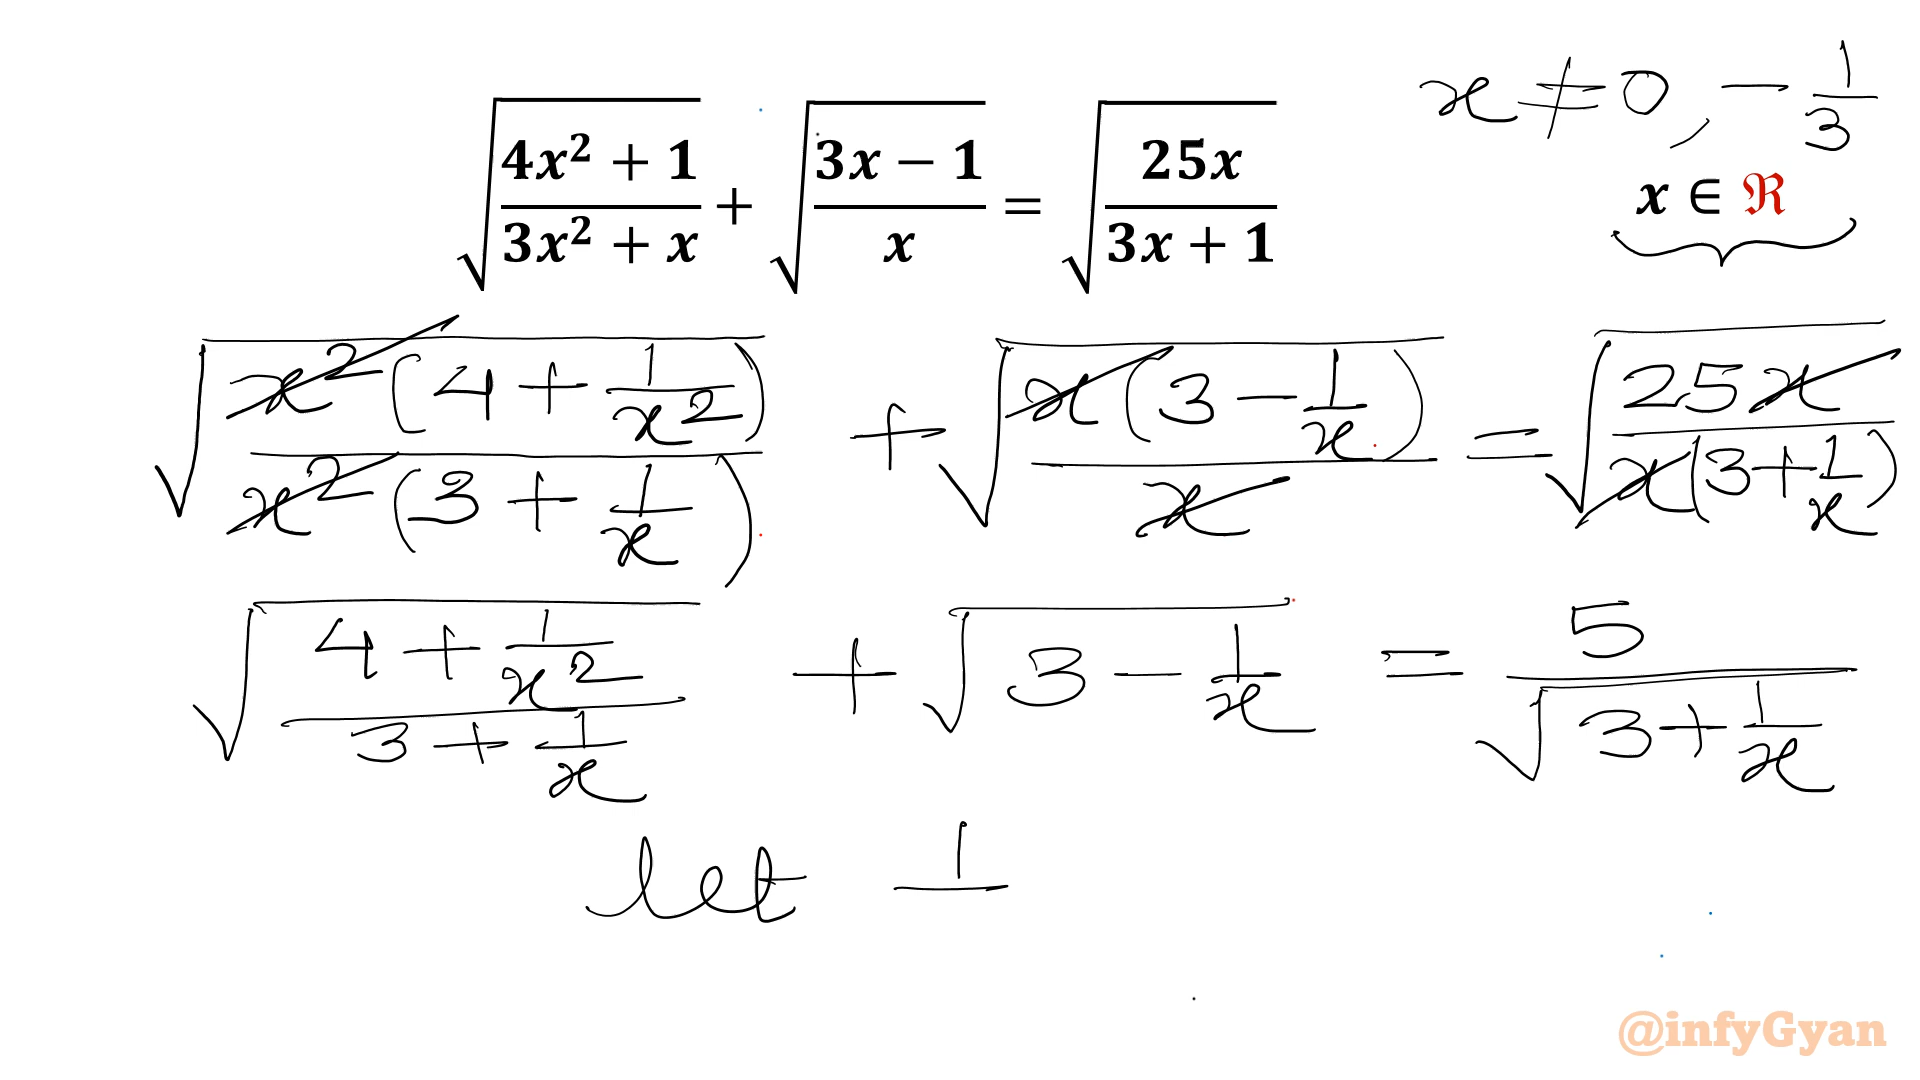 √((4x² + 1)/(3x² + x)) + √((3x − 1)/x) = √(25x/(3x + 1))
x ≠ 0, −1/3
x ∈ ℜ
√((x²(4 + 1/x²))/(x²(3 + 1/x))) + √((x(3 − 1/x))/x) = √(25x/(x(3 + 1/x)))
√((4 + 1/x²)/(3 + 1/x)) + √(3 − 1/x) = 5/√(3 + 1/x)
let 1
@infyGyan